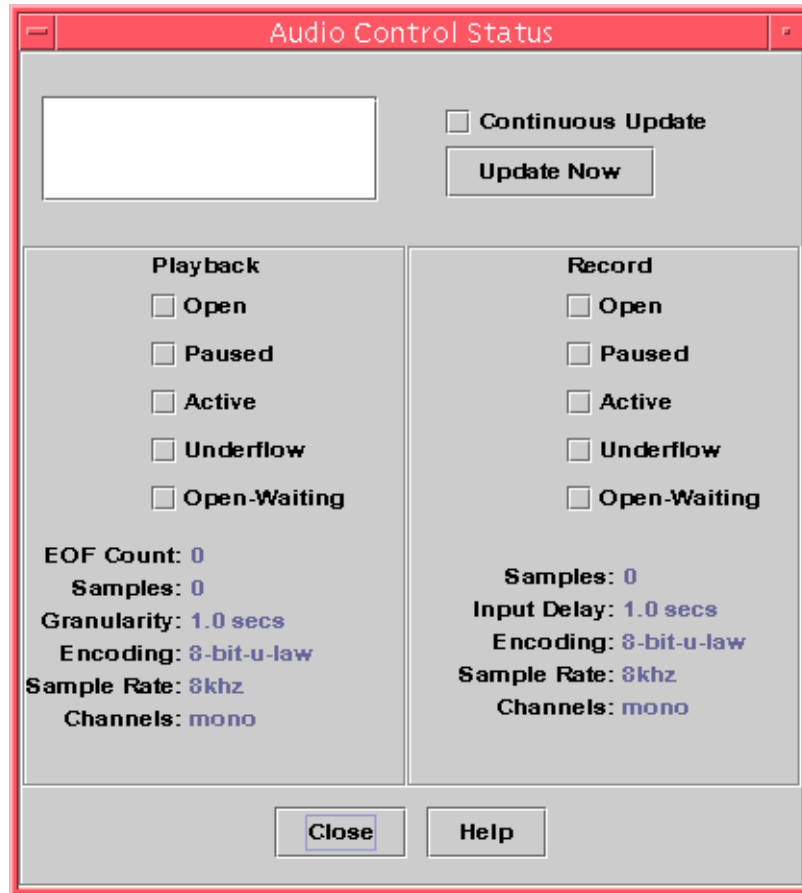 Audio Control Status
Continuous Update
Update Now
Playback
Open
Paused
Active
Underflow
Open-Waiting
EOF Count: 0
Samples: 0
Granularity: 1.0 secs
Encoding: 8-bit-u-law
Sample Rate: 8khz
Channels: mono
Record
Open
Paused
Active
Underflow
Open-Waiting
Samples: 0
Input Delay: 1.0 secs
Encoding: 8-bit-u-law
Sample Rate: 8khz
Channels: mono
Close
Help